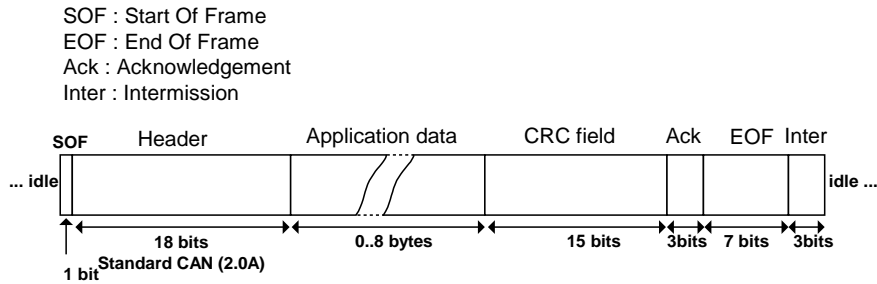 SOF : Start Of Frame
EOF : End Of Frame
Ack : Acknowledgement
Inter : Intermission
SOF Header Application data CRC field Ack EOF Inter
... idle idle ...
18 bits 0..8 bytes 15 bits 3bits 7 bits 3bits
1 bit Standard CAN (2.0A)